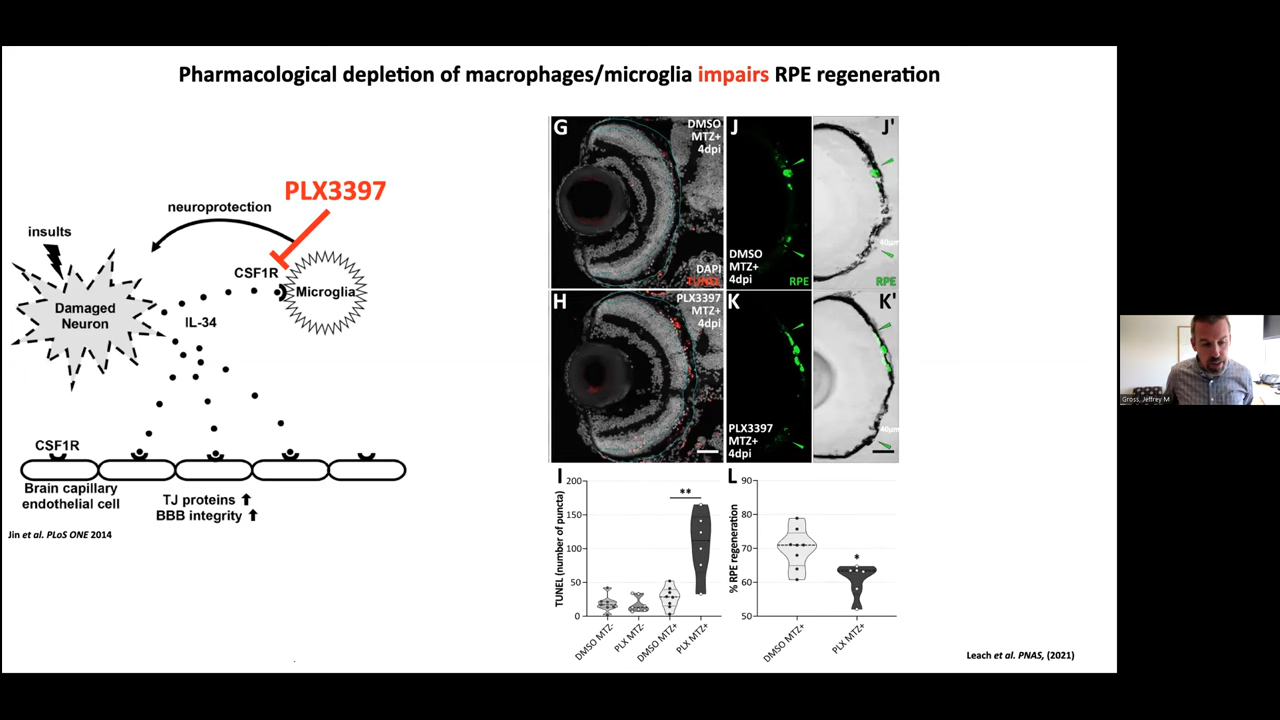 Pharmacological depletion of macrophages/microglia impairs RPE regeneration
PLX3397
neuroprotection
insults
CSF1R
Microglia
Damaged
Neuron
IL-34
CSF1R
Brain capillary
endothelial cell
TJ proteins
BBB integrity
Jin et al. PLoS ONE 2014
G
DMSO
MTZ+
4dpi
DAPI
TUNEL
J
DMSO
MTZ+
4dpi
RPE
J'
40µm
RPE
H
PLX3397
MTZ+
4dpi
K
PLX3397
MTZ+
4dpi
K'
40µm
I
200
150
100
50
0
TUNEL (number of puncta)
**
DMSO MTZ-
PLX MTZ-
DMSO MTZ+
PLX MTZ+
L
90
80
70
60
50
% RPE regeneration
*
DMSO MTZ+
PLX MTZ+
Leach et al. PNAS, (2021)
Gross, Jeffrey M